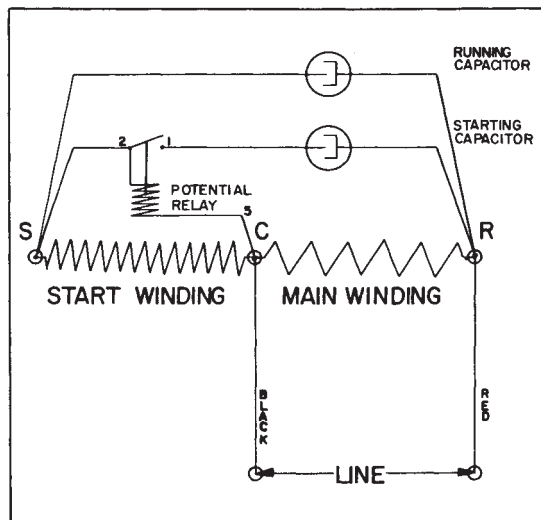 RUNNING
CAPACITOR
STARTING
CAPACITOR
2 1
POTENTIAL
RELAY
5
S C R
START WINDING MAIN WINDING
BLACK
RED
LINE